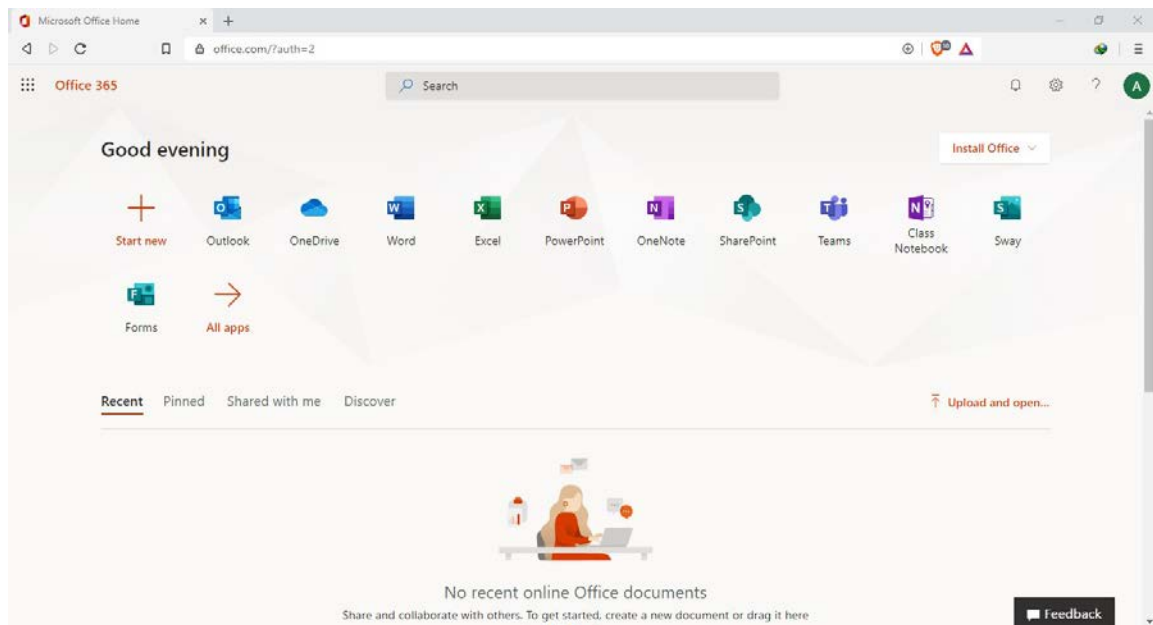 Microsoft Office Home
office.com/?auth=2
Office 365
Search
A
Good evening
Install Office
Start new
Outlook
OneDrive
Word
Excel
PowerPoint
OneNote
SharePoint
Teams
Class
Notebook
Sway
Forms
All apps
Recent Pinned Shared with me Discover
Upload and open...
No recent online Office documents
Share and collaborate with others. To get started, create a new document or drag it here
Feedback